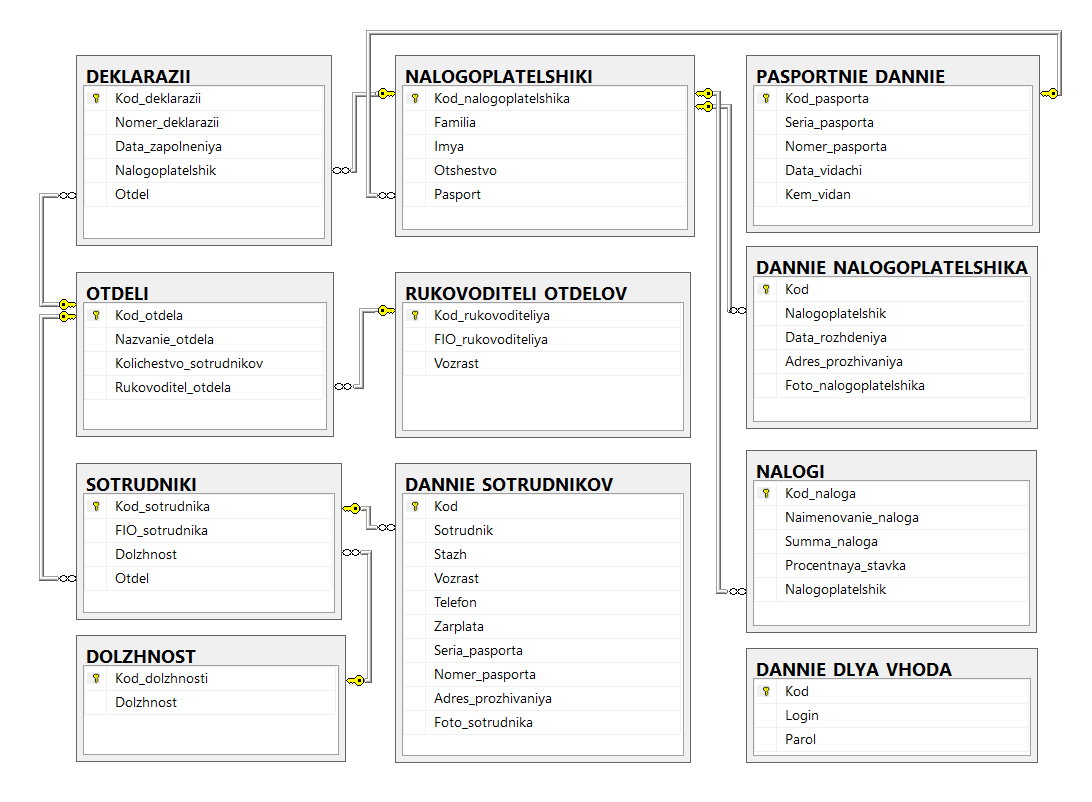 DEKLARAZII
Kod_deklarazii
Nomer_deklarazii
Data_zapolneniya
Nalogoplatelshik
Otdel
NALOGOPLATELSHIKI
Kod_nalogoplatelshika
Familia
Imya
Otshestvo
Pasport
PASPORTNIE DANNIE
Kod_pasporta
Seria_pasporta
Nomer_pasporta
Data_vidachi
Kem_vidan
DANNIE NALOGOPLATELSHIKA
Kod
Nalogoplatelshik
Data_rozhdeniya
Adres_prozhivaniya
Foto_nalogoplatelshika
OTDELI
Kod_otdela
Nazvanie_otdela
Kolichestvo_sotrudnikov
Rukovoditel_otdela
RUKOVODITELI OTDELOV
Kod_rukovoditeliya
FIO_rukovoditeliya
Vozrast
NALOGI
Kod_naloga
Naimenovanie_naloga
Summa_naloga
Procentnaya_stavka
Nalogoplatelshik
SOTRUDNIKI
Kod_sotrudnika
FIO_sotrudnika
Dolzhnost
Otdel
DANNIE SOTRUDNIKOV
Kod
Sotrudnik
Stazh
Vozrast
Telefon
Zarplata
Seria_pasporta
Nomer_pasporta
Adres_prozhivaniya
Foto_sotrudnika
DOLZHNOST
Kod_dolzhnosti
Dolzhnost
DANNIE DLYA VHODA
Kod
Login
Parol